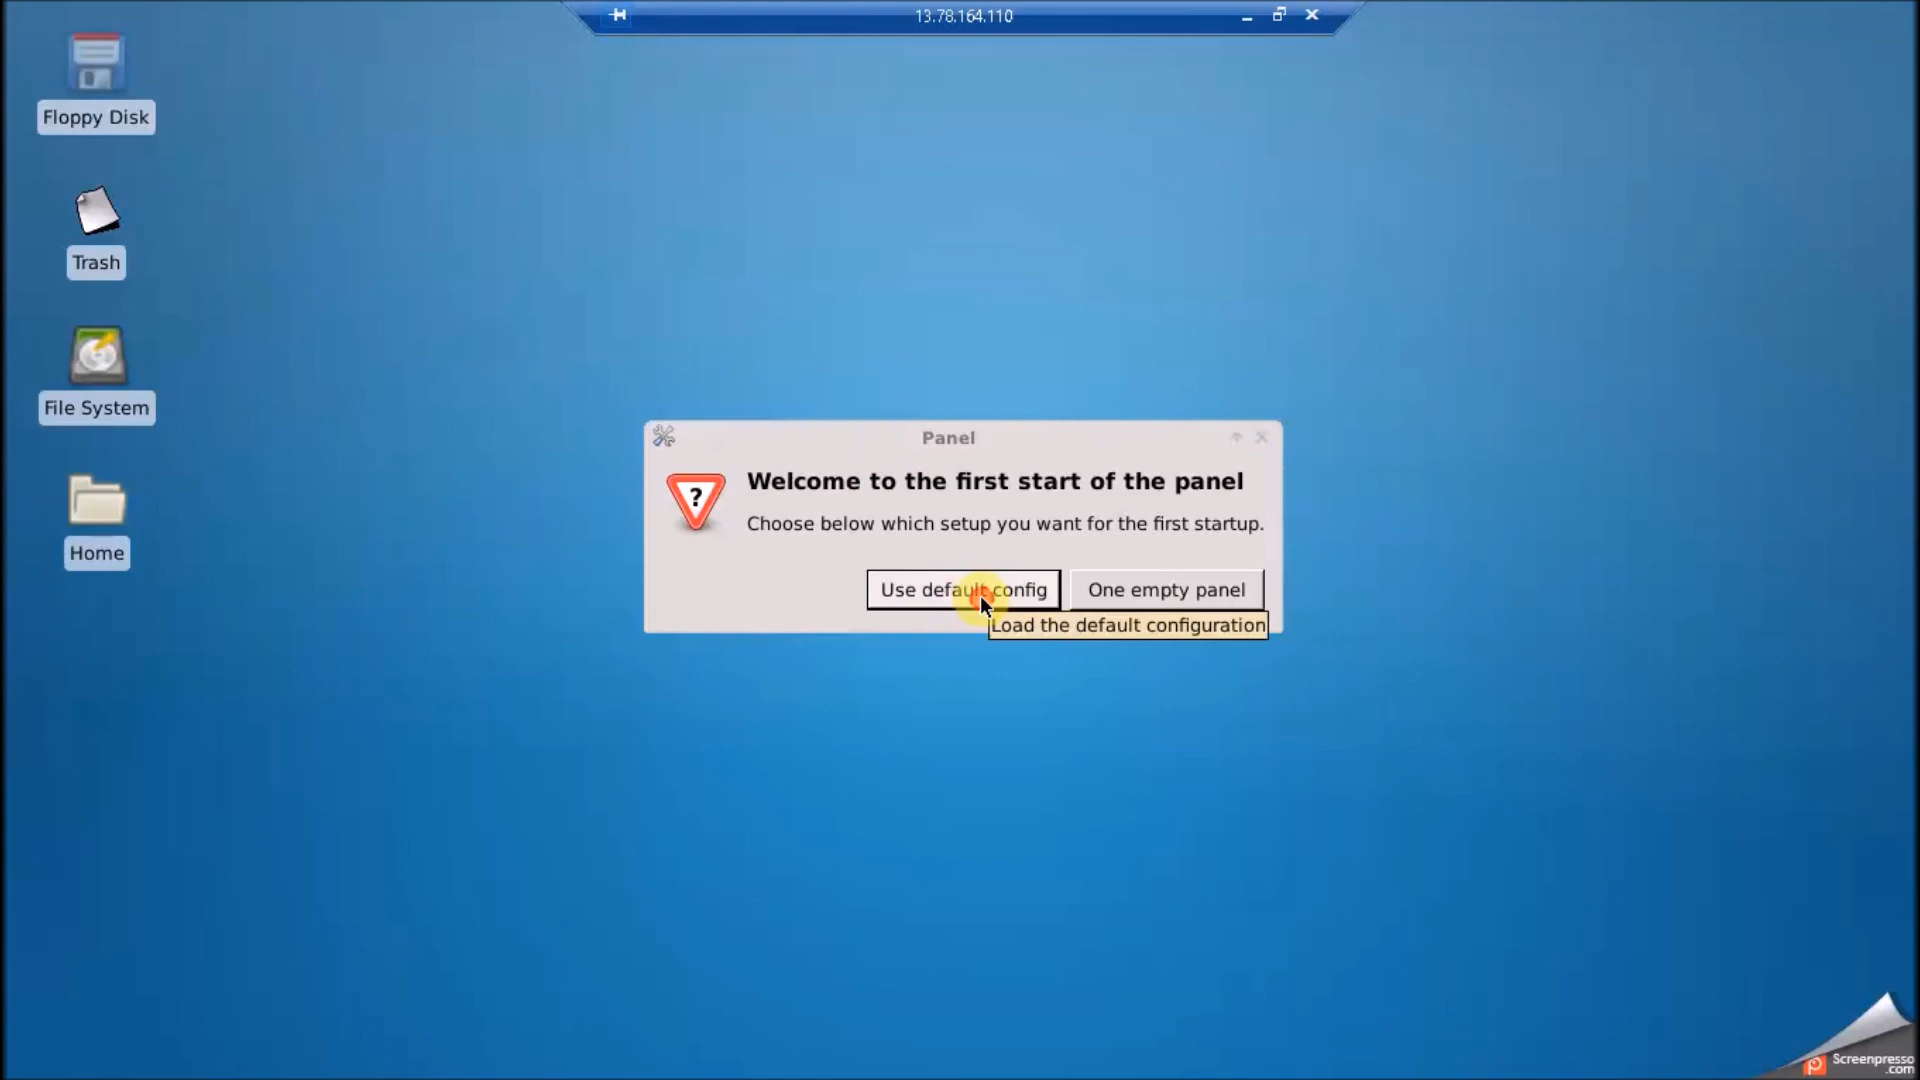 13.78.164.110
Floppy Disk
Trash
File System
Home
Panel
?
Welcome to the first start of the panel
Choose below which setup you want for the first startup.
Use default config
One empty panel
Load the default configuration
Screenpresso
.com